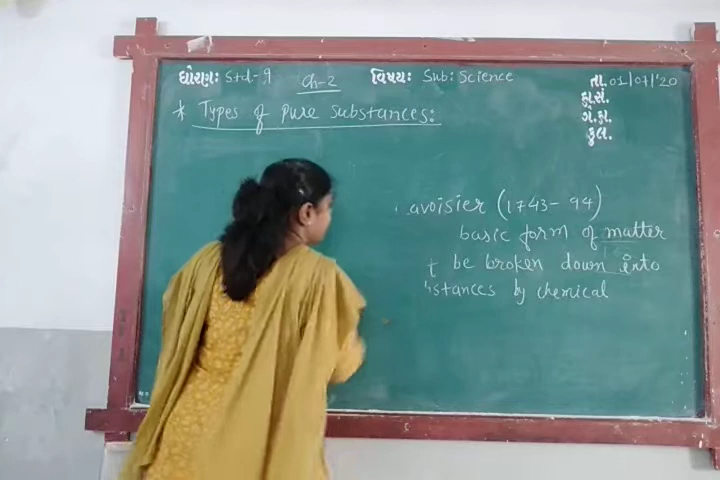 ધોરણઃ Std-9 Ch-2 વિષયઃ Sub: Science તા. 01/07/'20
* Types of pure substances:
ફા.સં.
ગે.ફા.
કુલ.
avoisier (1743-94)
basic form of matter
t be broken down into
stances by chemical